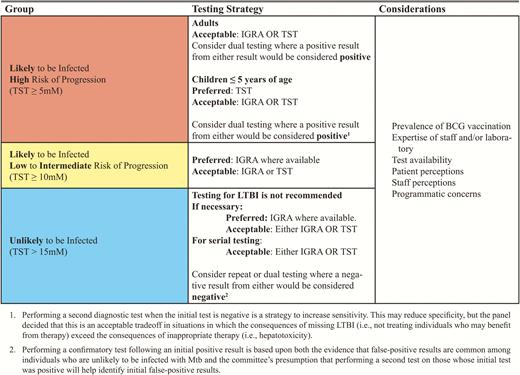 Group
Testing Strategy
Considerations
Likely to be Infected
High Risk of Progression
(TST ≥ 5mM)
Adults
Acceptable: IGRA OR TST
Consider dual testing where a positive result
from either result would be considered positive
Children ≤ 5 years of age
Preferred: TST
Acceptable: IGRA OR TST
Consider dual testing where a positive result
from either would be considered positive¹
Likely to be Infected
Low to Intermediate Risk of Progression
(TST ≥ 10mM)
Preferred: IGRA where available
Acceptable: IGRA or TST
Unlikely to be Infected
(TST > 15mM)
Testing for LTBI is not recommended
If necessary:
Preferred: IGRA where available.
Acceptable: Either IGRA OR TST
For serial testing:
Acceptable: Either IGRA OR TST
Consider repeat or dual testing where a nega-
tive result from either would be considered
negative²
Prevalence of BCG vaccination
Expertise of staff and/or labora-
tory
Test availability
Patient perceptions
Staff perceptions
Programmatic concerns
1. Performing a second diagnostic test when the initial test is negative is a strategy to increase sensitivity. This may reduce specificity, but the panel
decided that this is an acceptable tradeoff in situations in which the consequences of missing LTBI (i.e., not treating individuals who may benefit
from therapy) exceed the consequences of inappropriate therapy (i.e., hepatotoxicity).
2. Performing a confirmatory test following an initial positive result is based upon both the evidence that false-positive results are common among
individuals who are unlikely to be infected with Mtb and the committee's presumption that performing a second test on those whose initial test
was positive will help identify initial false-positive results.